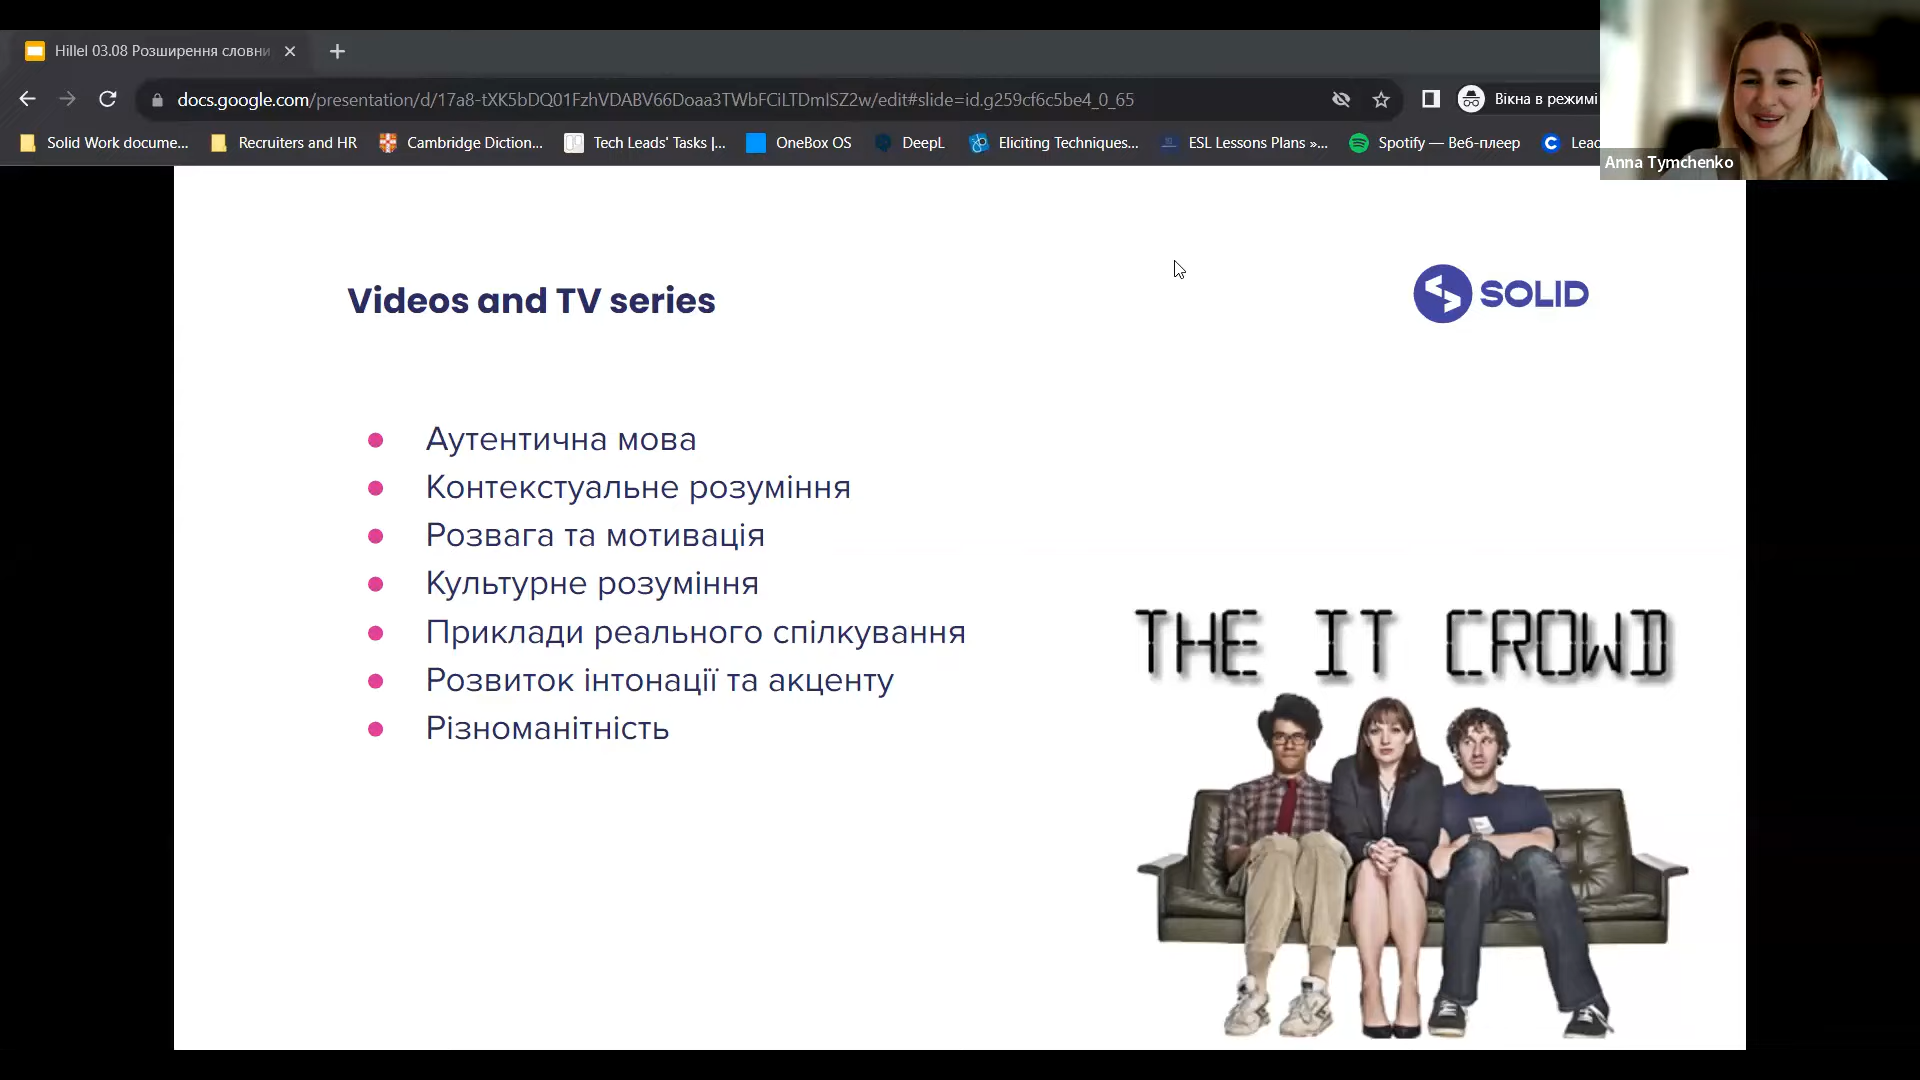 Hillel 03.08 Розширення словни
docs.google.com/presentation/d/17a8-tXK5bDQ01FzhVDABV66Doaa3TWbFCiLTDmlSZ2w/edit#slide=id.g259cf6c5be4_0_65
Вікна в режимі
Solid Work docume...
Recruiters and HR
Cambridge Diction...
Tech Leads' Tasks |...
OneBox OS
DeepL
Eliciting Techniques...
ESL Lessons Plans »...
Spotify — Веб-плеер
Leac
Anna Tymchenko
Videos and TV series
SOLID
Аутентична мова
Контекстуальне розуміння
Розвага та мотивація
Культурне розуміння
Приклади реального спілкування
Розвиток інтонації та акценту
Різноманітність
THE IT CROWD